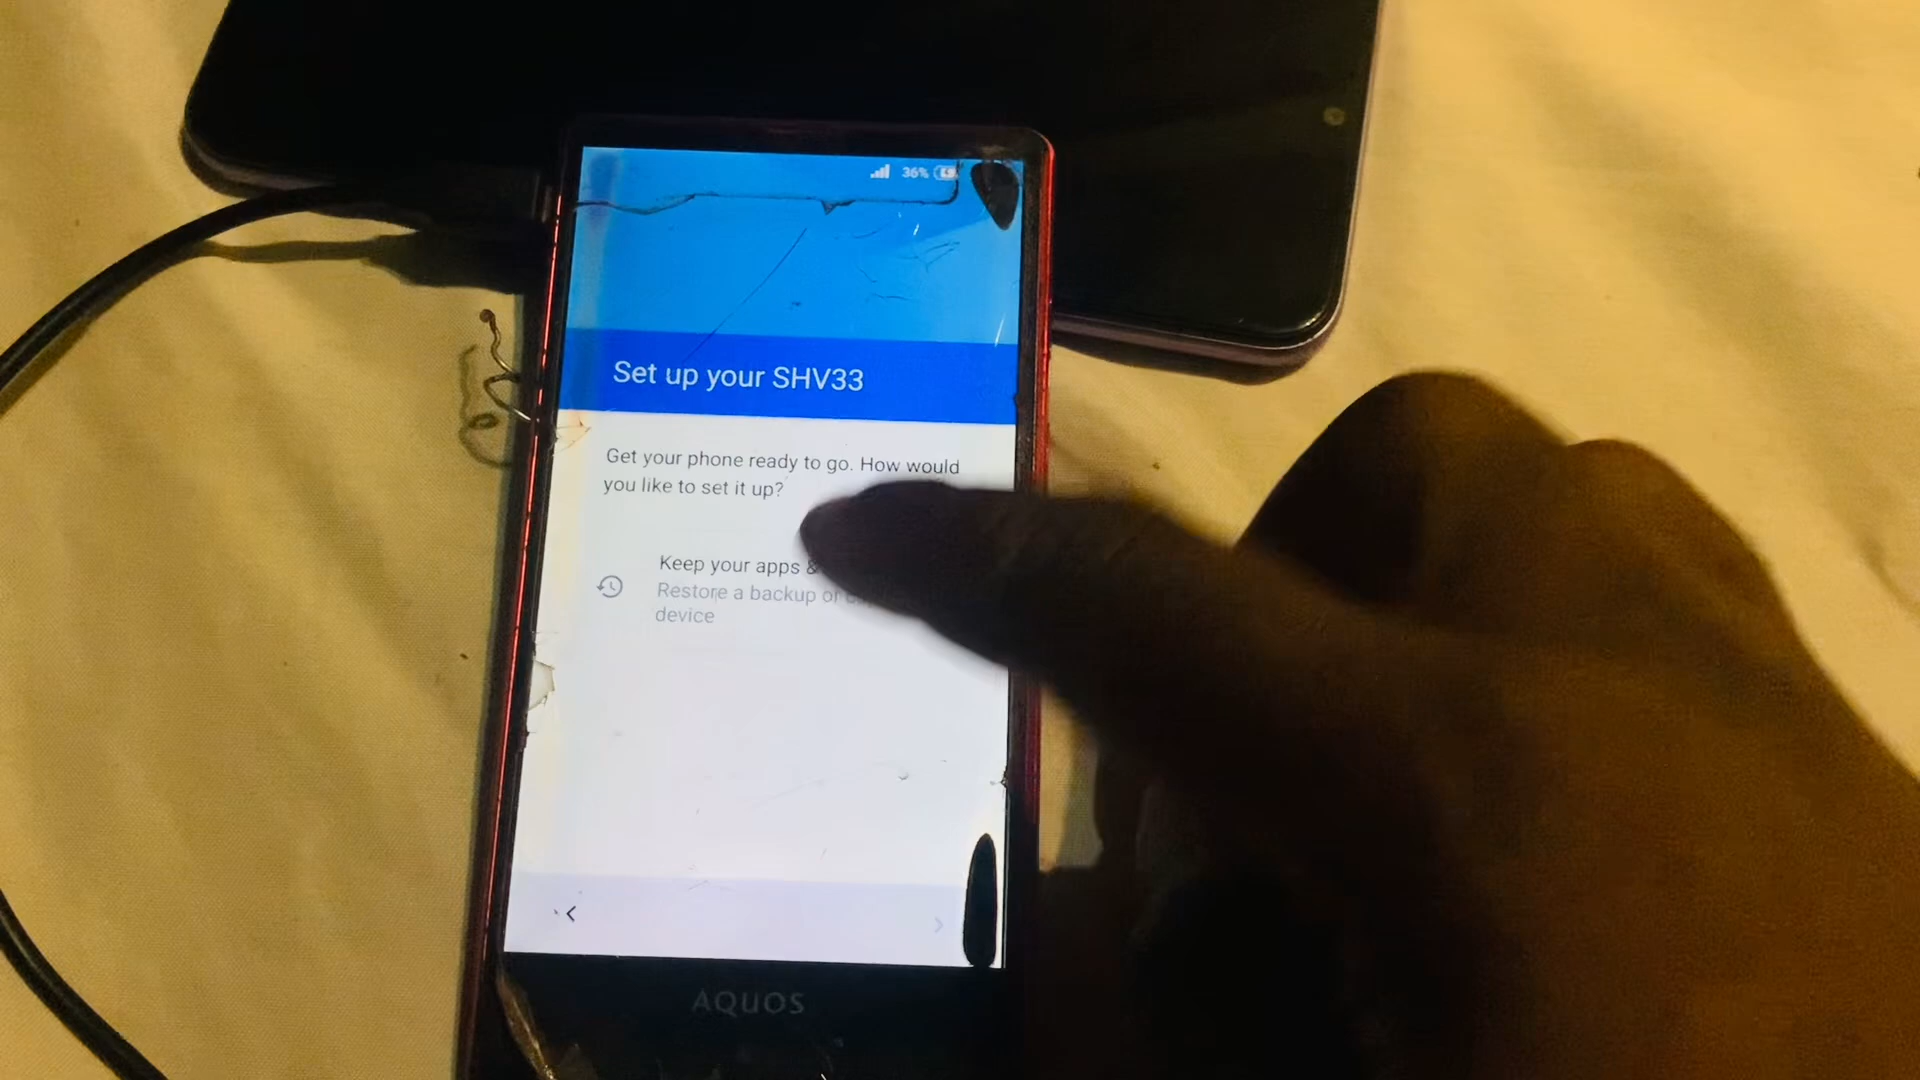 36%
Set up your SHV33
Get your phone ready to go. How would
you like to set it up?
Keep your apps &
Restore a backup or
device
AQUOS